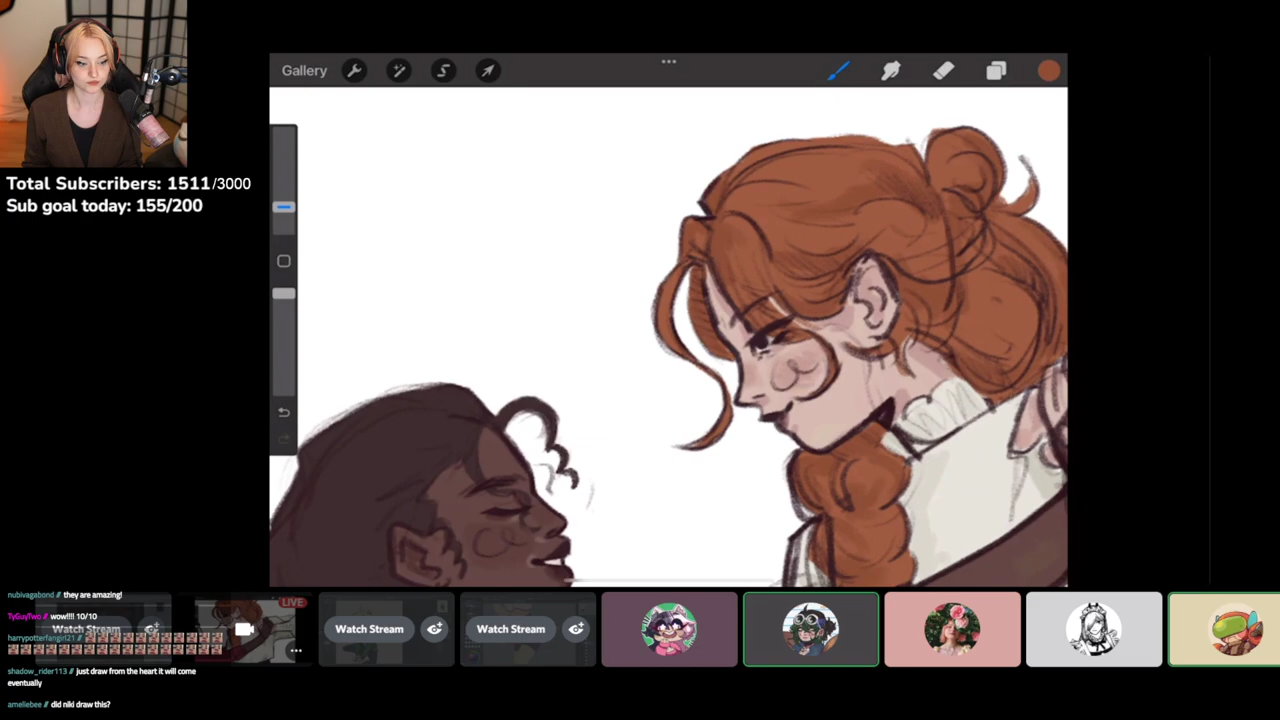 Gallery
Total Subscribers: 1511/3000
Sub goal today: 155/200
nubivagabond // they are amazing!
TyGuyTwo // wow!!!! 10/10
harrypotterfangirl21 //
shadow_rider113 // just draw from the heart it will come
eventually
ameliebee // did niki draw this?
Watch Stream
LIVE
Watch Stream
Watch Stream